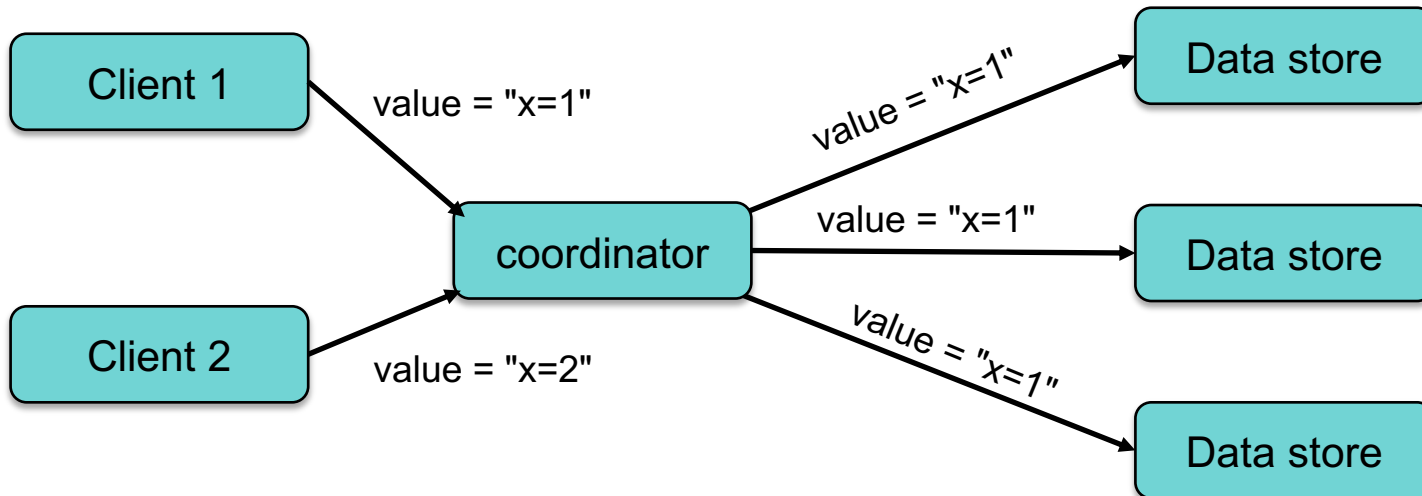 Client 1
value = "x=1"
Client 2
value = "x=2"
coordinator
value = "x=1"
value = "x=1"
value = "x=1"
Data store
Data store
Data store